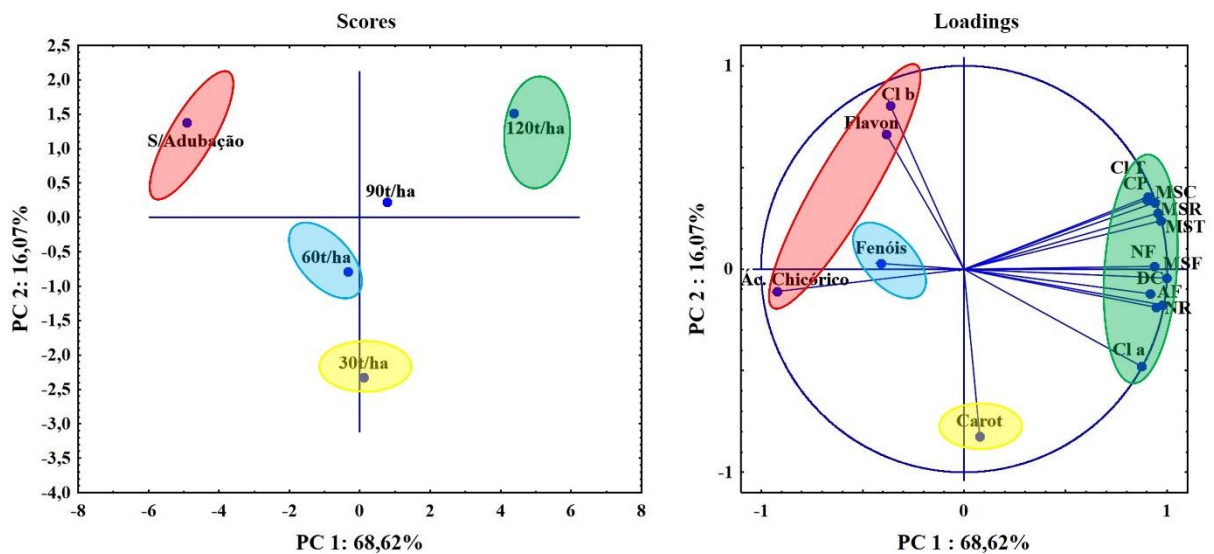 Scores
2,5
2,0
1,5
1,0
0,5
0,0
-0,5
-1,0
-1,5
-2,0
-2,5
-3,0
-3,5
-4,0
-8
-6
-4
-2
0
2
4
6
8
PC 2: 16,07%
PC 1: 68,62%
S/Adubação
120t/ha
90t/ha
60t/ha
30t/ha
Loadings
1
0
-1
-1
0
1
PC 2 : 16,07%
PC 1 : 68,62%
Cl b
Flavon
Fenóis
Ác. Chicórico
Cl T
CP
MSC
MSR
MST
NF
MSF
DC
AF
NR
Cl a
Carot